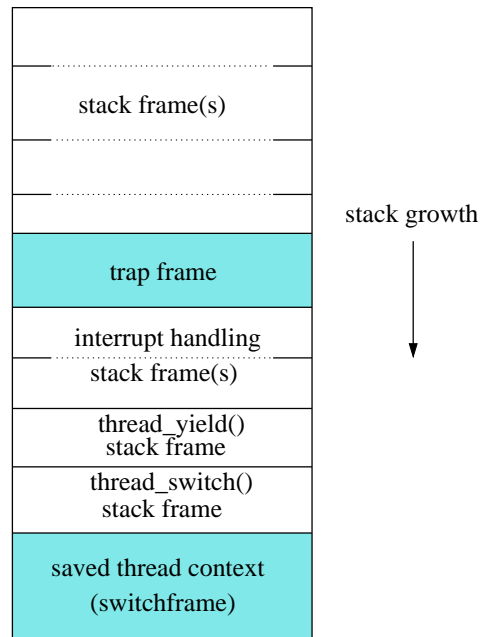 stack frame(s)
stack growth
trap frame
interrupt handling
stack frame(s)
thread_yield()
stack frame
thread_switch()
stack frame
saved thread context
(switchframe)